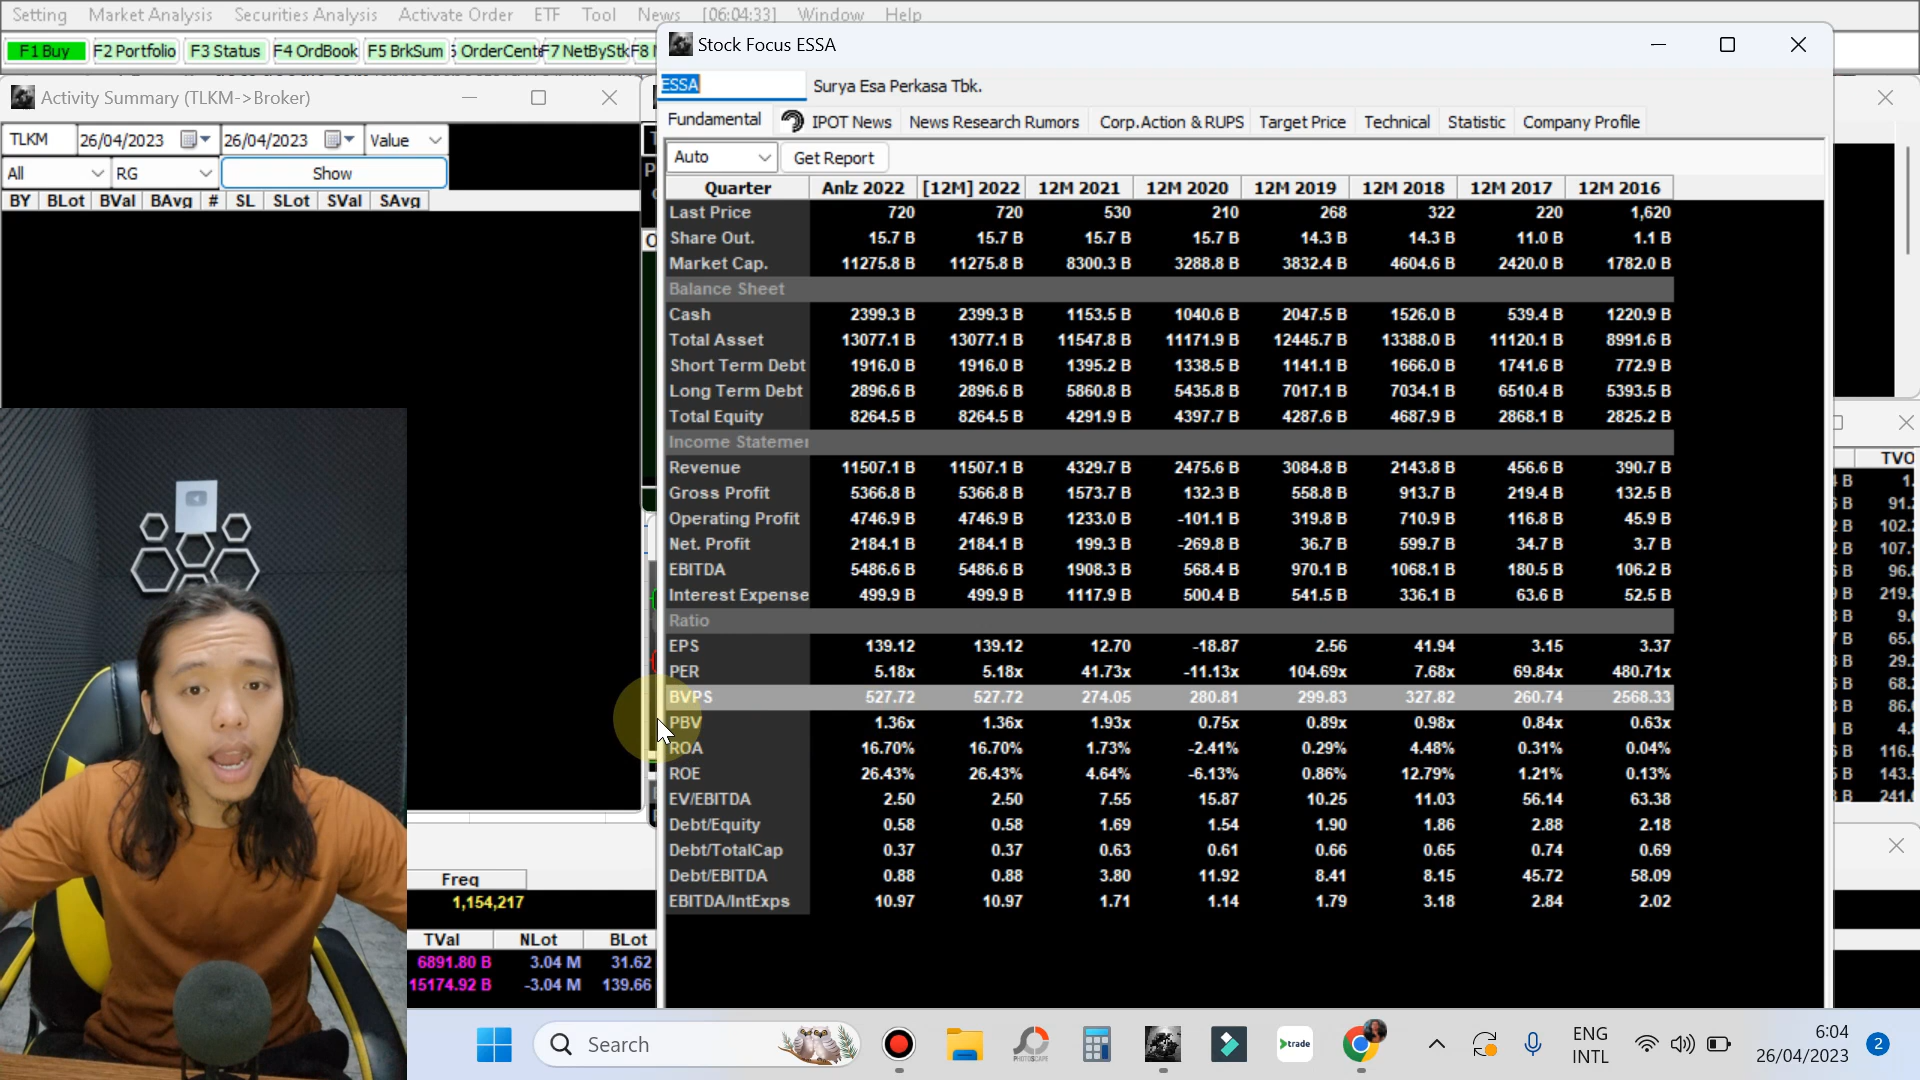 Setting Market Analysis Securities Analysis Activate Order ETF Tool News [06:04:33] Window Help
F1 Buy F2 Portfolio F3 Status F4 OrdBook F5 BrkSum OrderCent F7 NetByStk F8
Stock Focus ESSA
ESSA Surya Esa Perkasa Tbk.
Activity Summary (TLKM->Broker)
TLKM 26/04/2023 26/04/2023 Value
All RG Show
BY BLot BVal BAvg # SL SLot SVal SAvg
Fundamental IPOT News News Research Rumors Corp.Action & RUPS Target Price Technical Statistic Company Profile
Auto Get Report
Quarter Anlz 2022 [12M] 2022 12M 2021 12M 2020 12M 2019 12M 2018 12M 2017 12M 2016
Last Price 720 720 530 210 268 322 220 1,620
Share Out. 15.7 B 15.7 B 15.7 B 15.7 B 14.3 B 14.3 B 11.0 B 1.1 B
Market Cap. 11275.8 B 11275.8 B 8300.3 B 3288.8 B 3832.4 B 4604.6 B 2420.0 B 1782.0 B
Balance Sheet
Cash 2399.3 B 2399.3 B 1153.5 B 1040.6 B 2047.5 B 1526.0 B 539.4 B 1220.9 B
Total Asset 13077.1 B 13077.1 B 11547.8 B 11171.9 B 12445.7 B 13388.0 B 11120.1 B 8991.6 B
Short Term Debt 1916.0 B 1916.0 B 1395.2 B 1338.5 B 1141.1 B 1666.0 B 1741.6 B 772.9 B
Long Term Debt 2896.6 B 2896.6 B 5860.8 B 5435.8 B 7017.1 B 7034.1 B 6510.4 B 5393.5 B
Total Equity 8264.5 B 8264.5 B 4291.9 B 4397.7 B 4287.6 B 4687.9 B 2868.1 B 2825.2 B
Income Statemer
Revenue 11507.1 B 11507.1 B 4329.7 B 2475.6 B 3084.8 B 2143.8 B 456.6 B 390.7 B
Gross Profit 5366.8 B 5366.8 B 1573.7 B 132.3 B 558.8 B 913.7 B 219.4 B 132.5 B
Operating Profit 4746.9 B 4746.9 B 1233.0 B -101.1 B 319.8 B 710.9 B 116.8 B 45.9 B
Net. Profit 2184.1 B 2184.1 B 199.3 B -269.8 B 36.7 B 599.7 B 34.7 B 3.7 B
EBITDA 5486.6 B 5486.6 B 1908.3 B 568.4 B 970.1 B 1068.1 B 180.5 B 106.2 B
Interest Expense 499.9 B 499.9 B 1117.9 B 500.4 B 541.5 B 336.1 B 63.6 B 52.5 B
Ratio
EPS 139.12 139.12 12.70 -18.87 2.56 41.94 3.15 3.37
PER 5.18x 5.18x 41.73x -11.13x 104.69x 7.68x 69.84x 480.71x
BVPS 527.72 527.72 274.05 280.81 299.83 327.82 260.74 2568.33
PBV 1.36x 1.36x 1.93x 0.75x 0.89x 0.98x 0.84x 0.63x
ROA 16.70% 16.70% 1.73% -2.41% 0.29% 4.48% 0.31% 0.04%
ROE 26.43% 26.43% 4.64% -6.13% 0.86% 12.79% 1.21% 0.13%
EV/EBITDA 2.50 2.50 7.55 15.87 10.25 11.03 56.14 63.38
Debt/Equity 0.58 0.58 1.69 1.54 1.90 1.86 2.88 2.18
Debt/TotalCap 0.37 0.37 0.63 0.61 0.66 0.65 0.74 0.69
Debt/EBITDA 0.88 0.88 3.80 11.92 8.41 8.15 45.72 58.09
EBITDA/IntExps 10.97 10.97 1.71 1.14 1.79 3.18 2.84 2.02
TVO
Freq
1,154,217
TVal NLot BLot
6891.80 B 3.04 M 31.62
15174.92 B -3.04 M 139.66
Search
PHOTOSCAPE
trade
ENG
INTL
6:04
26/04/2023
2